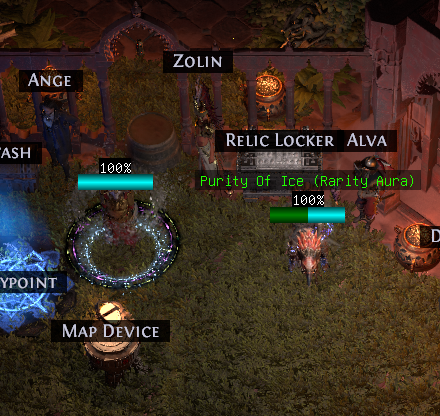 ZOLIN
ANGE
RELIC LOCKER
ALVA
ASH
100%
Purity Of Ice (Rarity Aura)
100%
D
YPOINT
MAP DEVICE